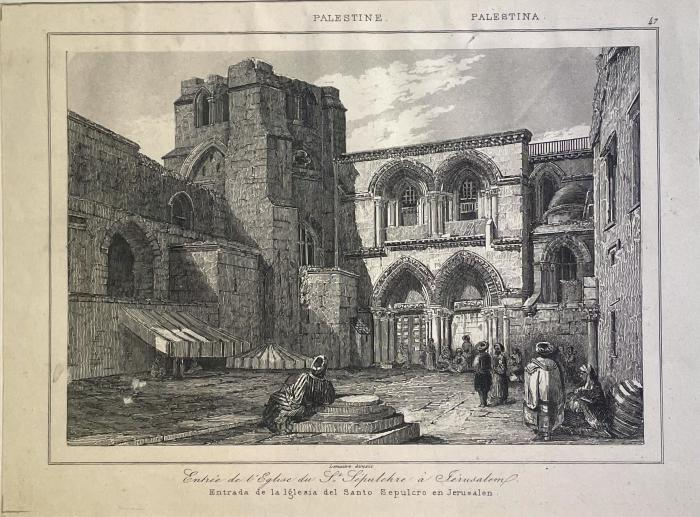 PALESTINE. PALESTINA. 47
Lemaitre direxit
Entrée de l'Eglise du St. Sépulchre à Jérusalem.
Entrada de la Iglesia del Santo Sepulcro en Jerusalen.